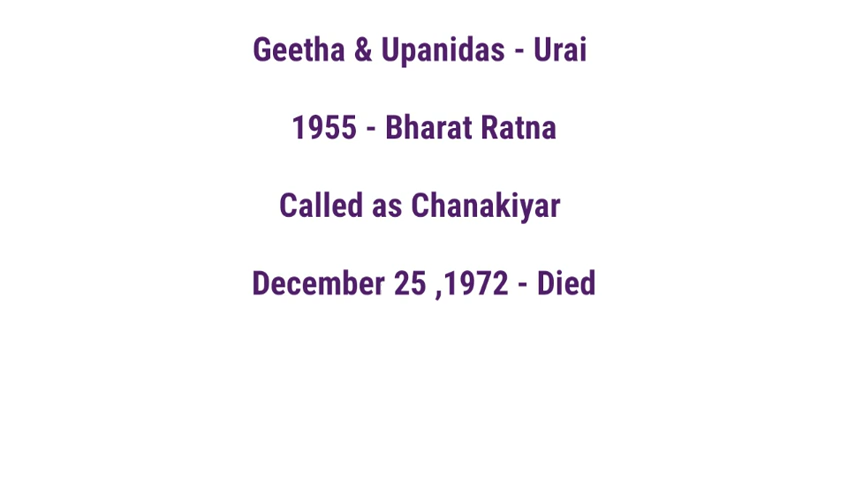 Geetha & Upanidas - Urai
1955 - Bharat Ratna
Called as Chanakiyar
December 25 ,1972 - Died